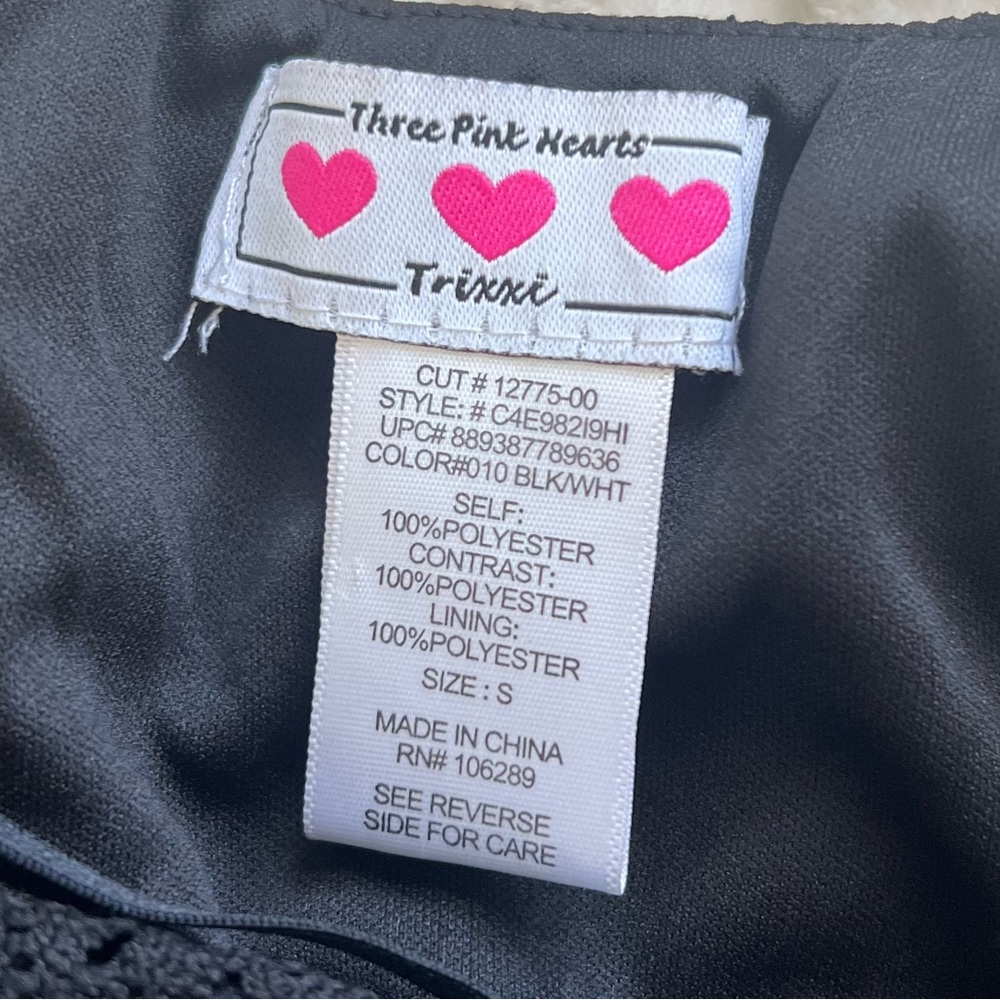 Three Pink Hearts
Trixxi
CUT # 12775-00
STYLE: # C4E982I9HI
UPC# 889387789636
COLOR#010 BLK/WHT
SELF:
100%POLYESTER
CONTRAST:
100%POLYESTER
LINING:
100%POLYESTER
SIZE : S
MADE IN CHINA
RN# 106289
SEE REVERSE
SIDE FOR CARE